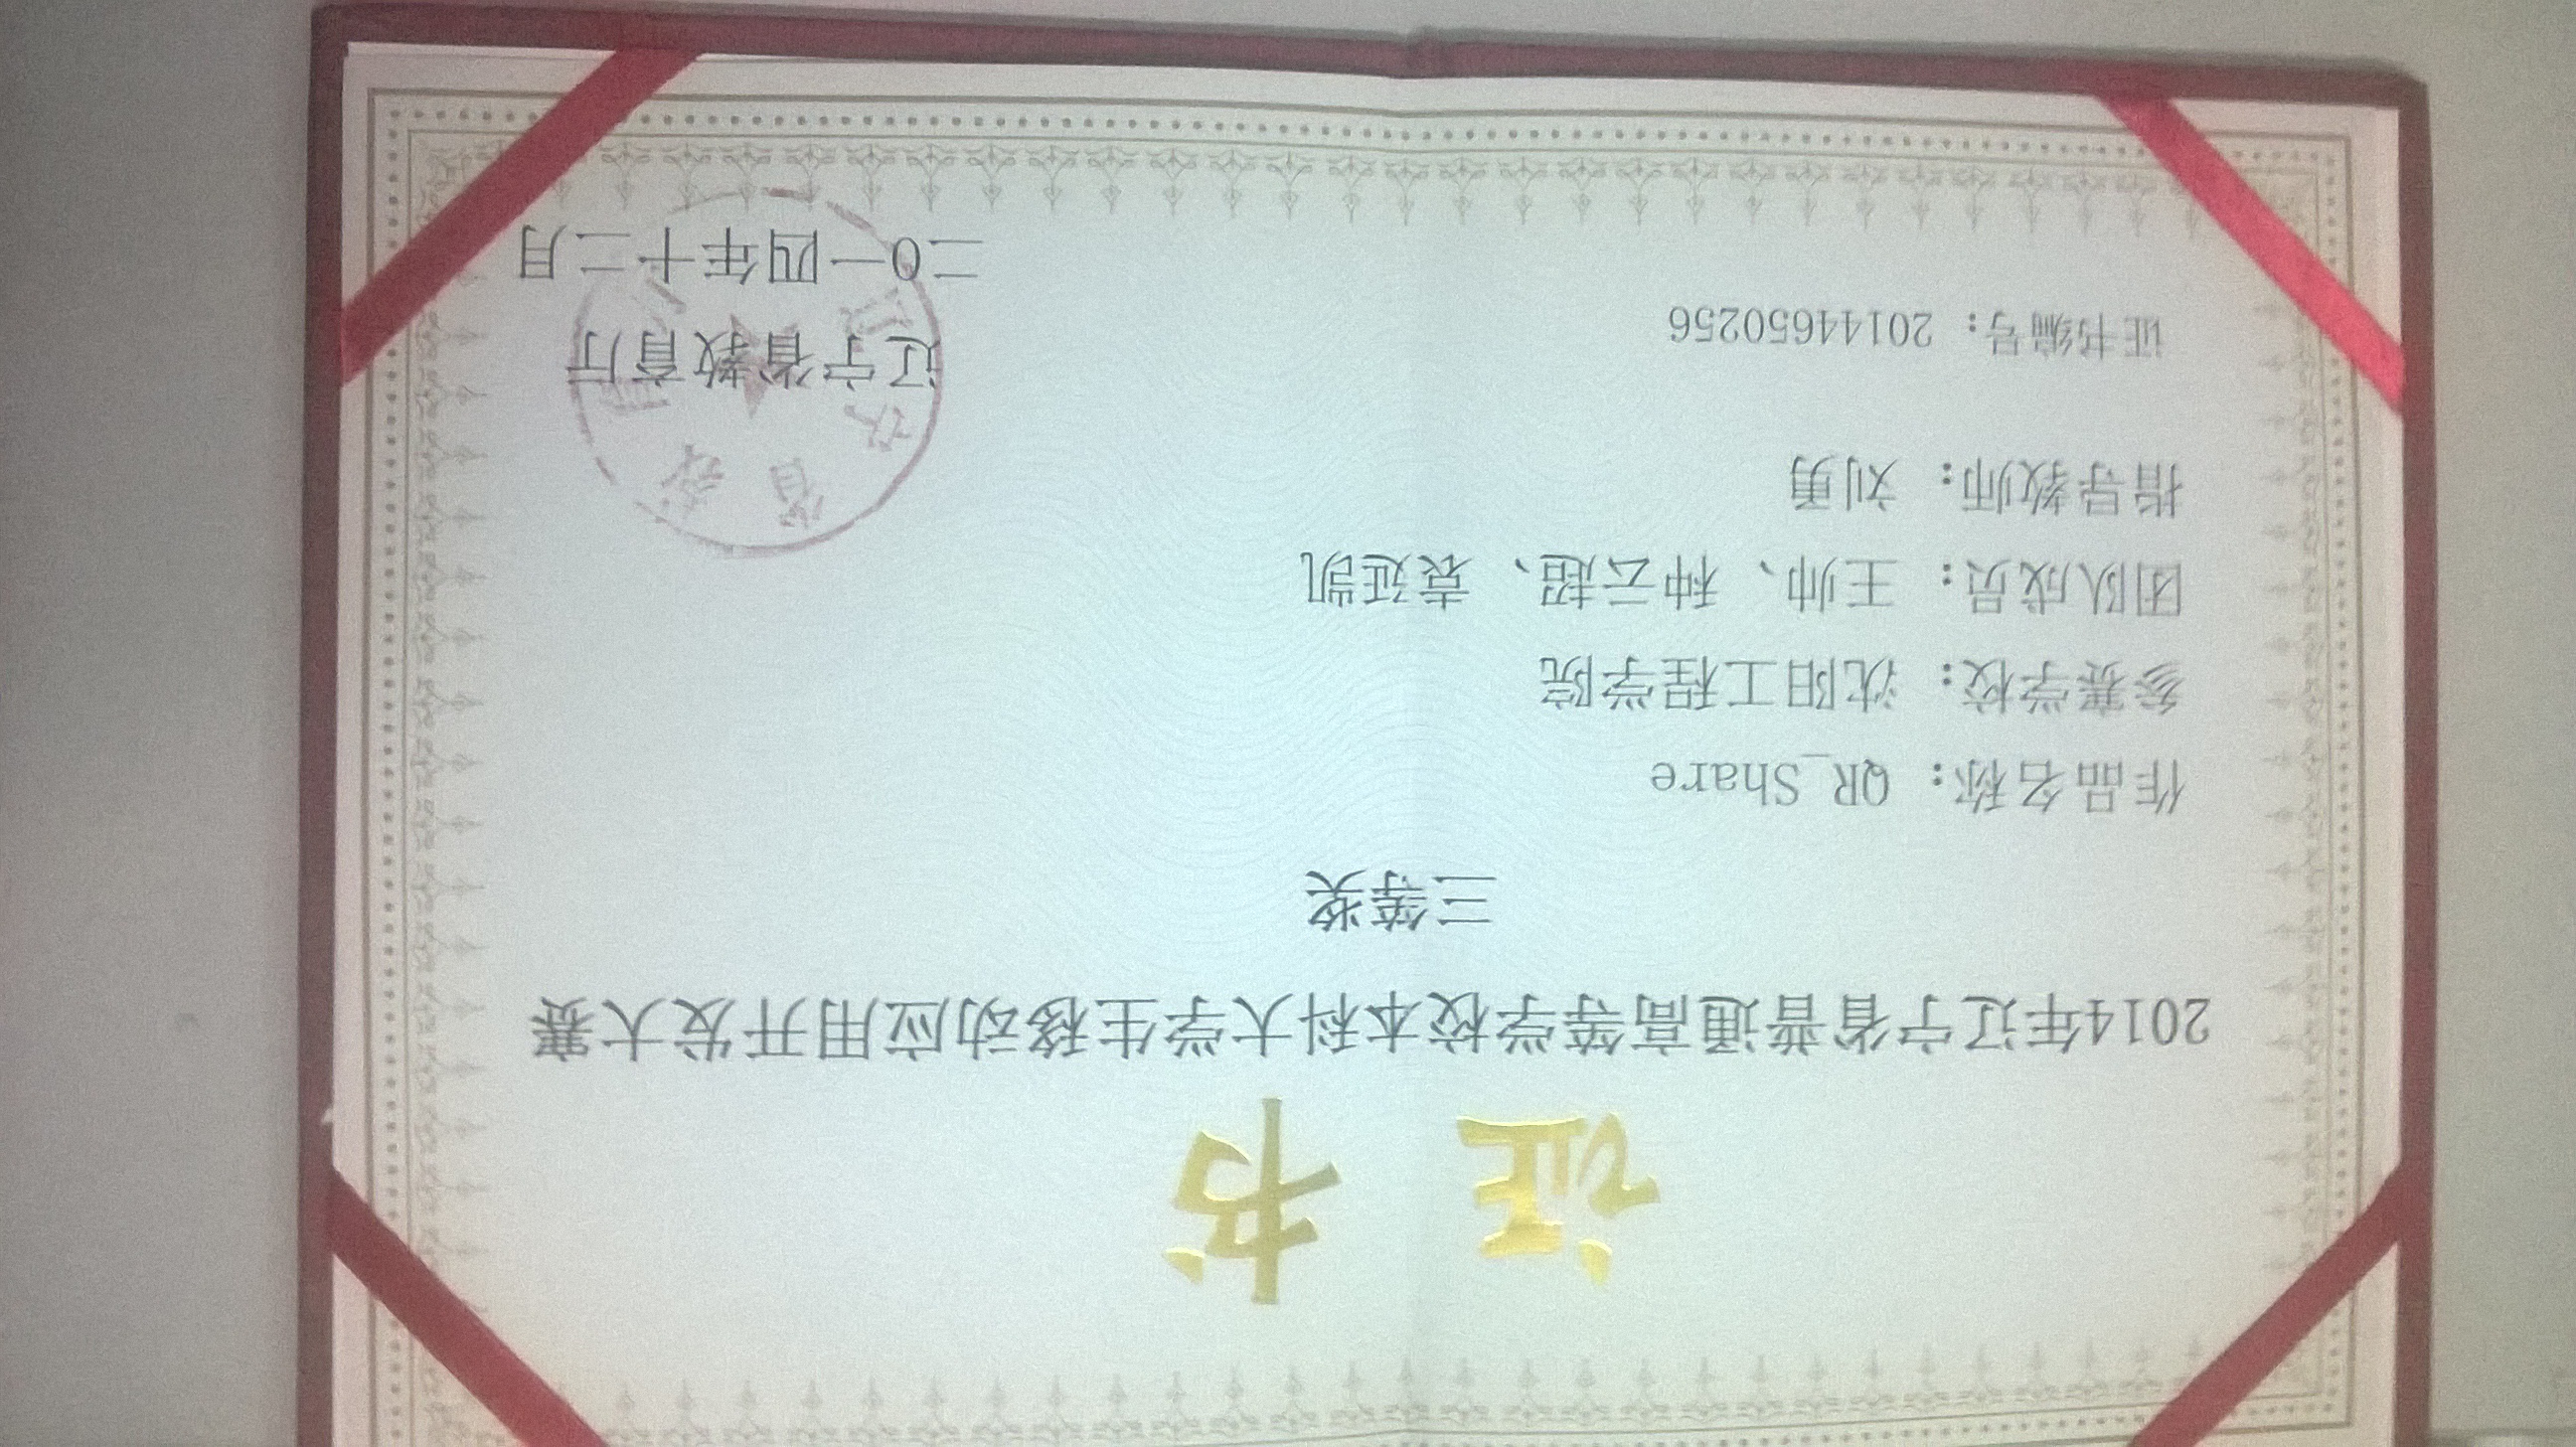 证书
2014年辽宁省普通高等学校本科大学生移动应用开发大赛
三等奖
作品名称： QR_Share
参赛学校： 沈阳工程学院
团队成员： 王帅、 种云超、 袁延凯
指导教师： 刘勇
证书编号： 20144650256
辽宁省教育厅
二0一四年十二月